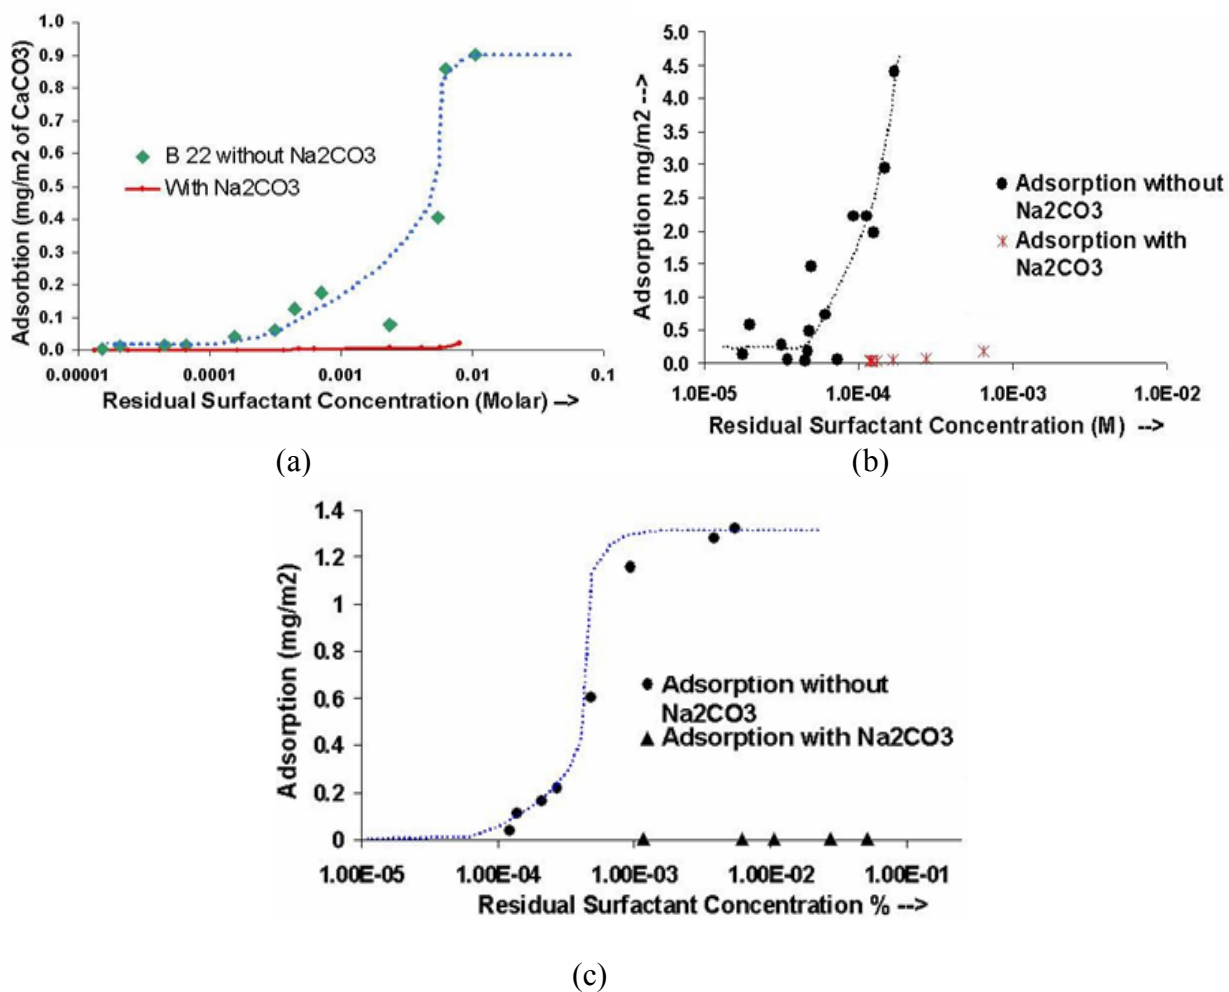 1.0
0.9
0.8
0.7
0.6
0.5
0.4
0.3
0.2
0.1
0.0
Adsorbtion (mg/m2 of CaCO3)
B 22 without Na2CO3
With Na2CO3
0.00001 0.0001 0.001 0.01 0.1
Residual Surfactant Concentration (Molar) –>
(a)
5.0
4.5
4.0
3.5
3.0
2.5
2.0
1.5
1.0
0.5
0.0
Adsorption mg/m2 -->
Adsorption without
Na2CO3
Adsorption with
Na2CO3
1.0E-05 1.0E-04 1.0E-03 1.0E-02
Residual Surfactant Concentration (M) -->
(b)
1.4
1.2
1
0.8
0.6
0.4
0.2
0
Adsorption (mg/m2)
Adsorption without
Na2CO3
Adsorption with Na2CO3
1.00E-05 1.00E-04 1.00E-03 1.00E-02 1.00E-01
Residual Surfactant Concentration % -->
(c)